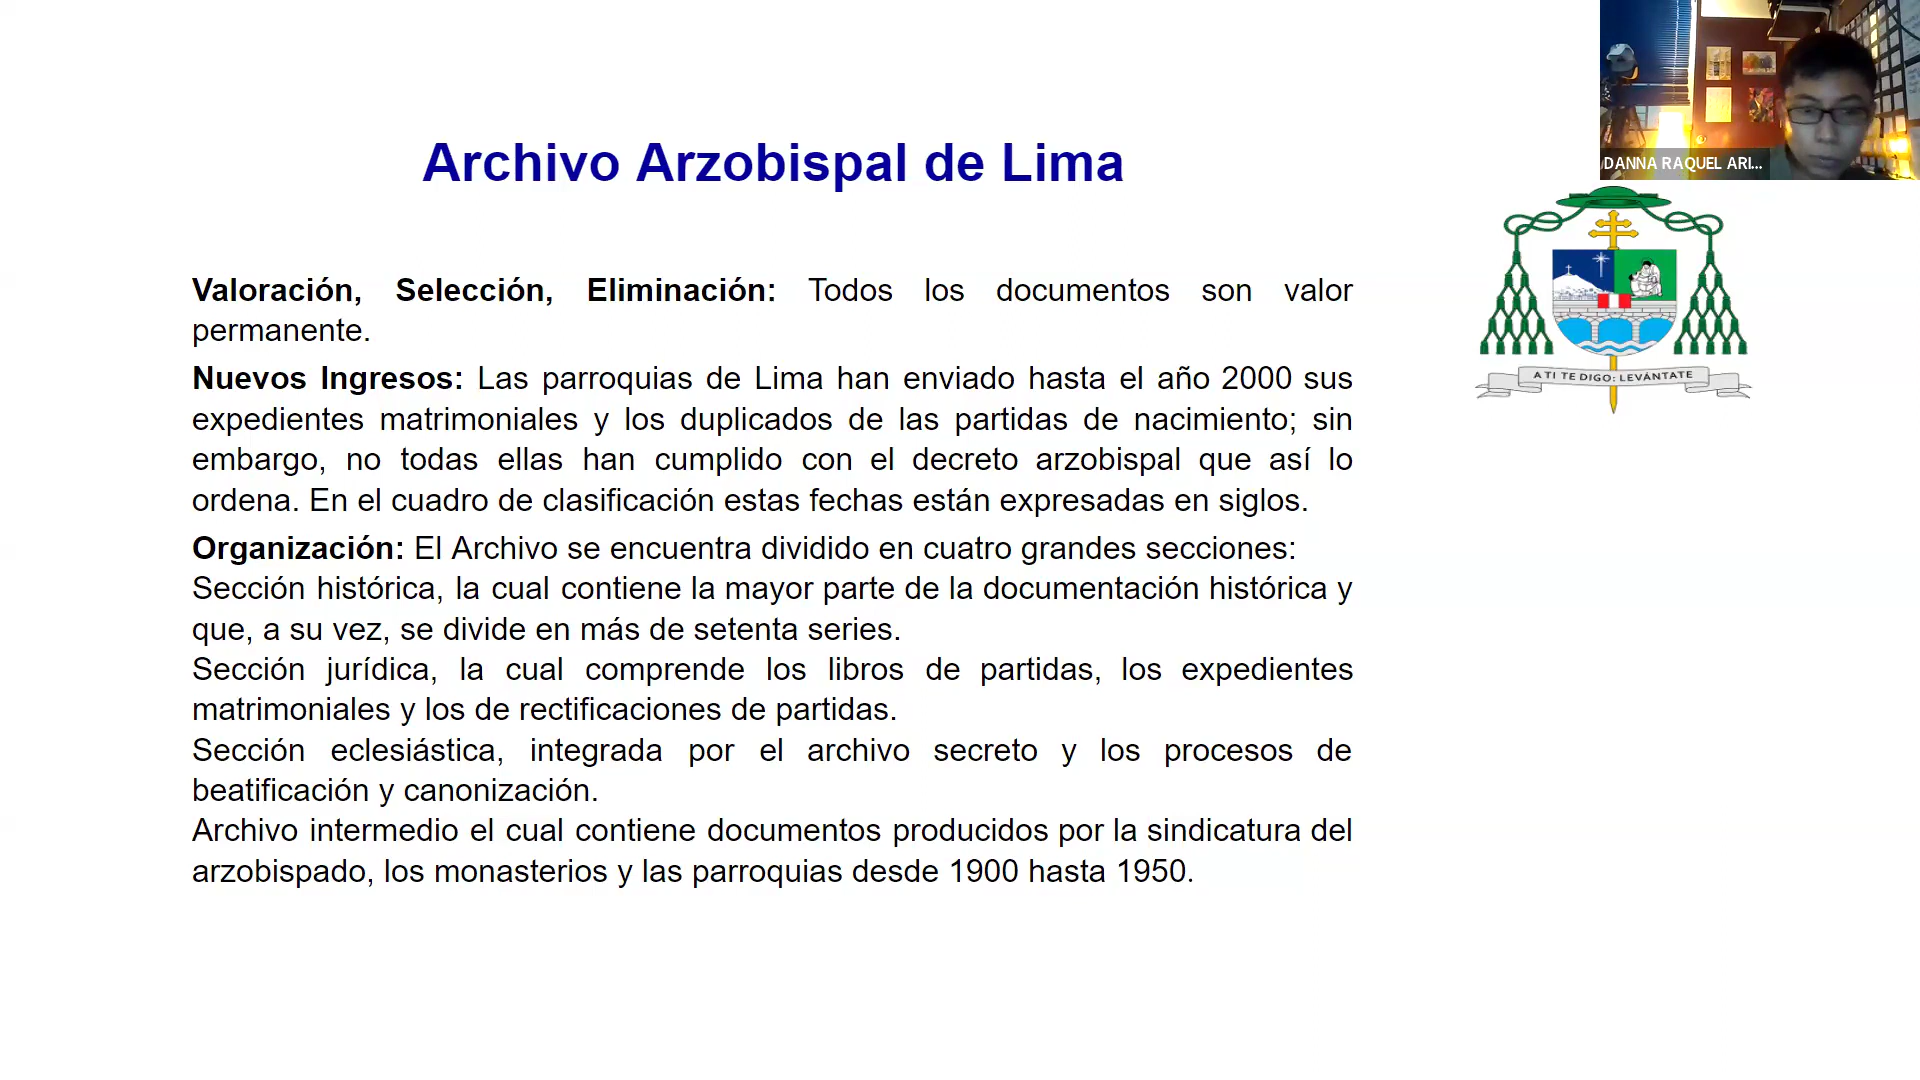 Archivo Arzobispal de Lima
DANNA RAQUEL ARI...
A TI TE DIGO: LEVÁNTATE
Valoración, Selección, Eliminación: Todos los documentos son valor
permanente.
Nuevos Ingresos: Las parroquias de Lima han enviado hasta el año 2000 sus
expedientes matrimoniales y los duplicados de las partidas de nacimiento; sin
embargo, no todas ellas han cumplido con el decreto arzobispal que así lo
ordena. En el cuadro de clasificación estas fechas están expresadas en siglos.
Organización: El Archivo se encuentra dividido en cuatro grandes secciones:
Sección histórica, la cual contiene la mayor parte de la documentación histórica y
que, a su vez, se divide en más de setenta series.
Sección jurídica, la cual comprende los libros de partidas, los expedientes
matrimoniales y los de rectificaciones de partidas.
Sección eclesiástica, integrada por el archivo secreto y los procesos de
beatificación y canonización.
Archivo intermedio el cual contiene documentos producidos por la sindicatura del
arzobispado, los monasterios y las parroquias desde 1900 hasta 1950.